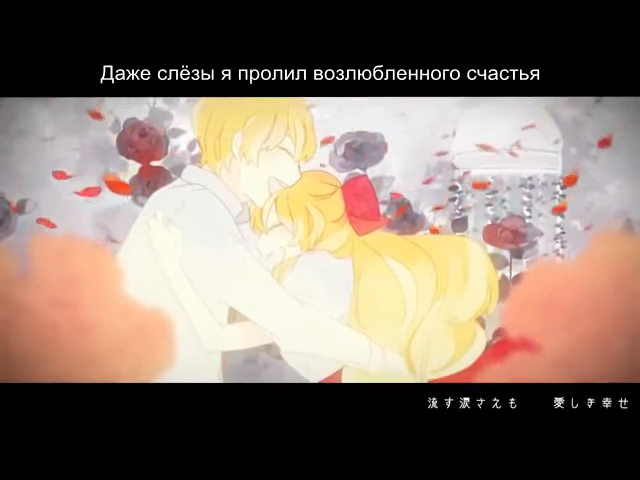 Даже слёзы я пролил возлюбленного счастья
流す涙さえも　愛しき幸せ